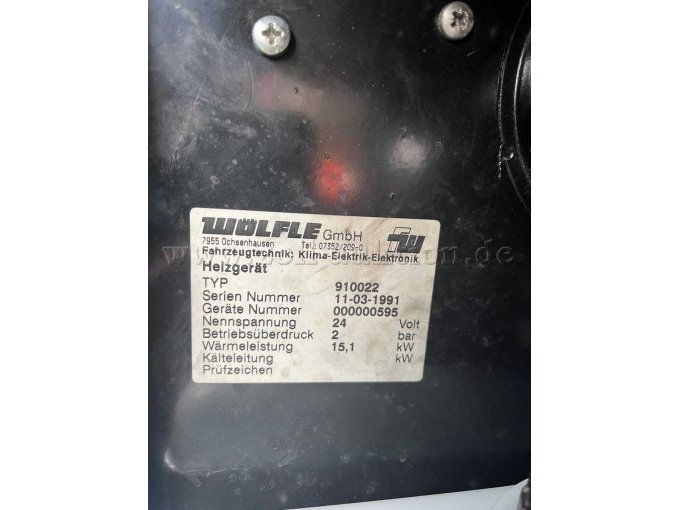 WÖLFLE GmbH FW
7955 Ochsenhausen Tel.: 07352/209-0
Fahrzeugtechnik: Klima-Elektrik-Elektronik
Heizgerät
TYP 910022
Serien Nummer 11-03-1991
Geräte Nummer 000000595
Nennspannung 24 Volt
Betriebsüberdruck 2 bar
Wärmeleistung 15,1 kW
Kälteleitung kW
Prüfzeichen